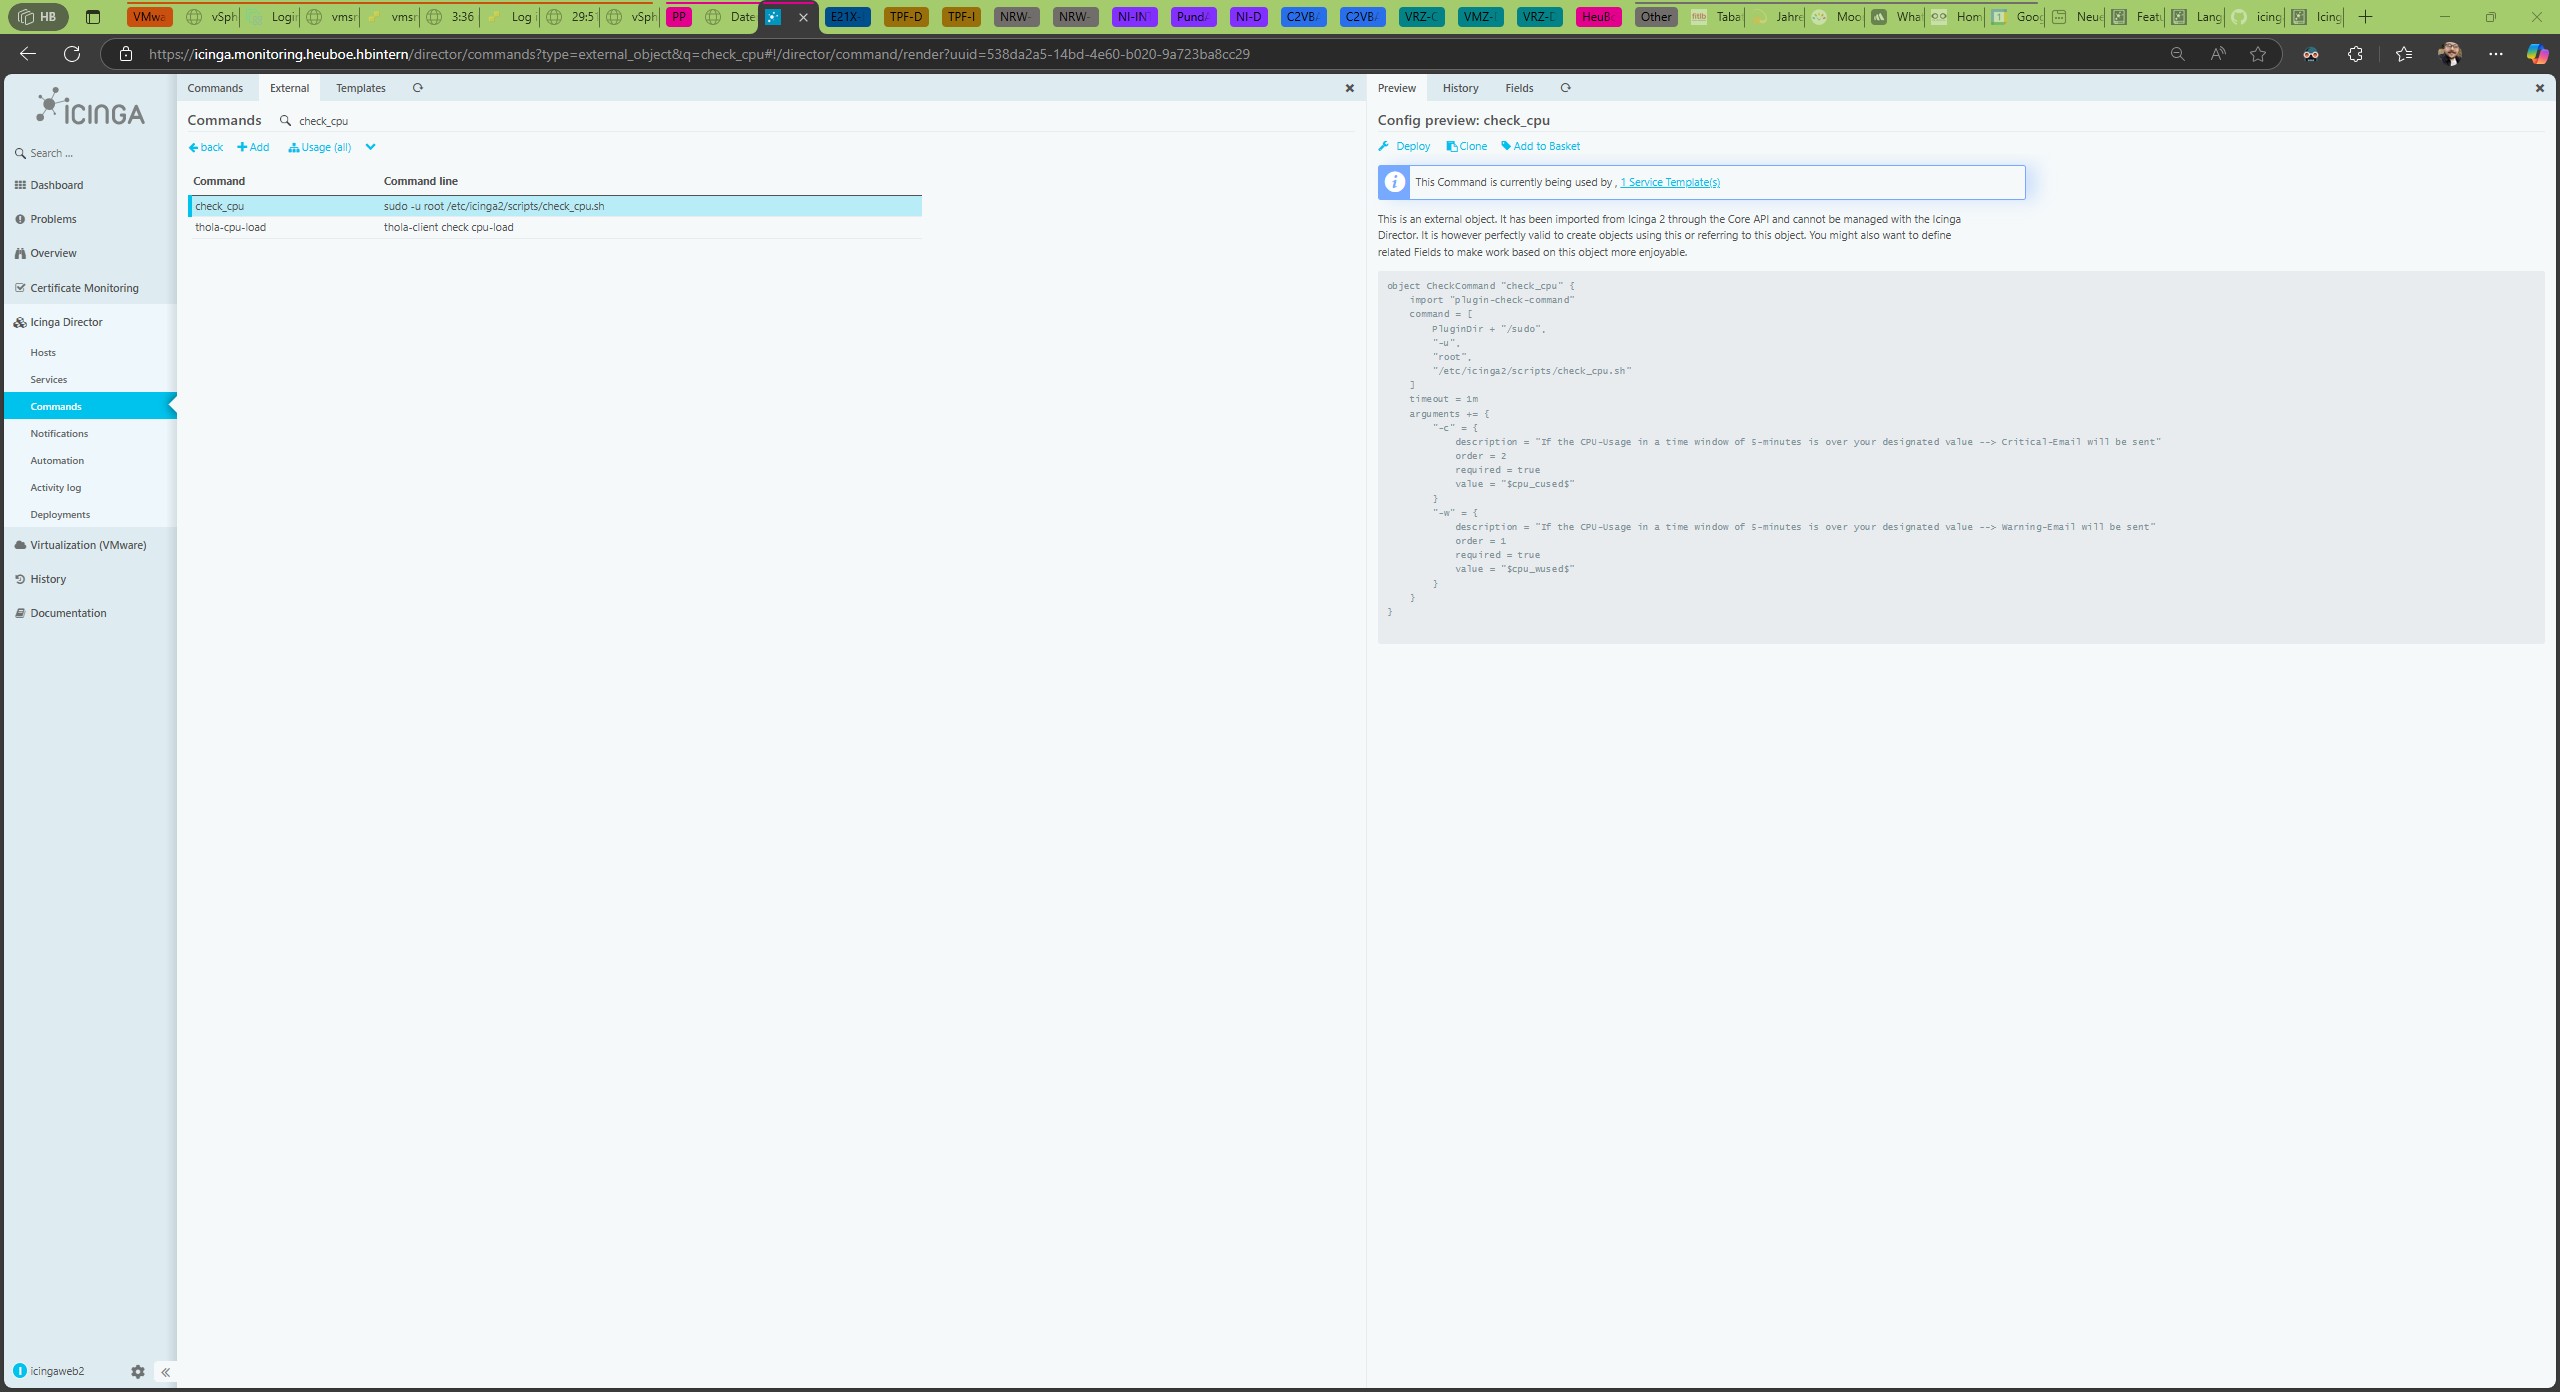 HB
VMwa
vSph
Login
vmsr
vmsr
3:36
Log i
29:51
vSph
PP
Date
E21X-
TPF-D
TPF-I
NRW-
NRW-
NI-IN
Pund
NI-D
C2VB
C2VB
VRZ-C
VMZ-
VRZ-D
HeuB
Other
fitlb
Taba
Jahre
Moo
Wha
Hom
Goog
Neue
Featu
Lang
icing
Icing
https://icinga.monitoring.heuboe.hbintern/director/commands?type=external_object&q=check_cpu#!/director/command/render?uuid=538da2a5-14bd-4e60-b020-9a723ba8cc29
ICINGA
Search ...
Dashboard
Problems
Overview
Certificate Monitoring
Icinga Director
Hosts
Services
Commands
Notifications
Automation
Activity log
Deployments
Virtualization (VMware)
History
Documentation
icingaweb2
Commands External Templates
Commands check_cpu
back Add Usage (all)
Command Command line
check_cpu sudo -u root /etc/icinga2/scripts/check_cpu.sh
thola-cpu-load thola-client check cpu-load
Preview History Fields
Config preview: check_cpu
Deploy Clone Add to Basket
This Command is currently being used by , 1 Service Template(s)
This is an external object. It has been imported from Icinga 2 through the Core API and cannot be managed with the Icinga
Director. It is however perfectly valid to create objects using this or referring to this object. You might also want to define
related Fields to make work based on this object more enjoyable.
object CheckCommand "check_cpu" {
import "plugin-check-command"
command = [
PluginDir + "/sudo",
"-u",
"root",
"/etc/icinga2/scripts/check_cpu.sh"
]
timeout = 1m
arguments += {
"-c" = {
description = "If the CPU-Usage in a time window of 5-minutes is over your designated value --> Critical-Email will be sent"
order = 2
required = true
value = "$cpu_cused$"
}
"-w" = {
description = "If the CPU-Usage in a time window of 5-minutes is over your designated value --> Warning-Email will be sent"
order = 1
required = true
value = "$cpu_wused$"
}
}
}